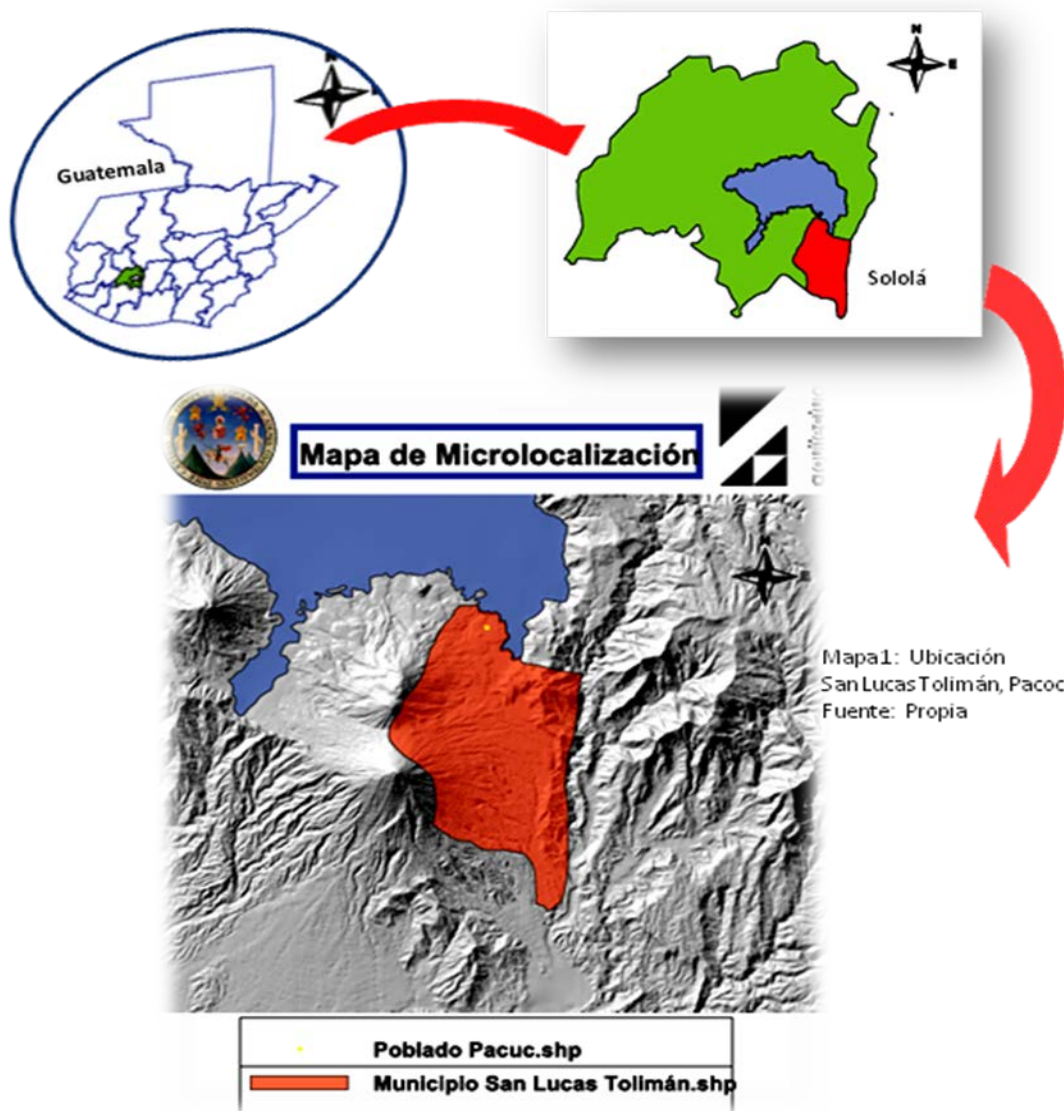 N
Guatemala
N
E
Sololá
Mapa de Microlocalización
Mapa1: Ubicación
San Lucas Tolimán, Pacoc
Fuente: Propia
Poblado Pacuc.shp
Municipio San Lucas Tolimán.shp